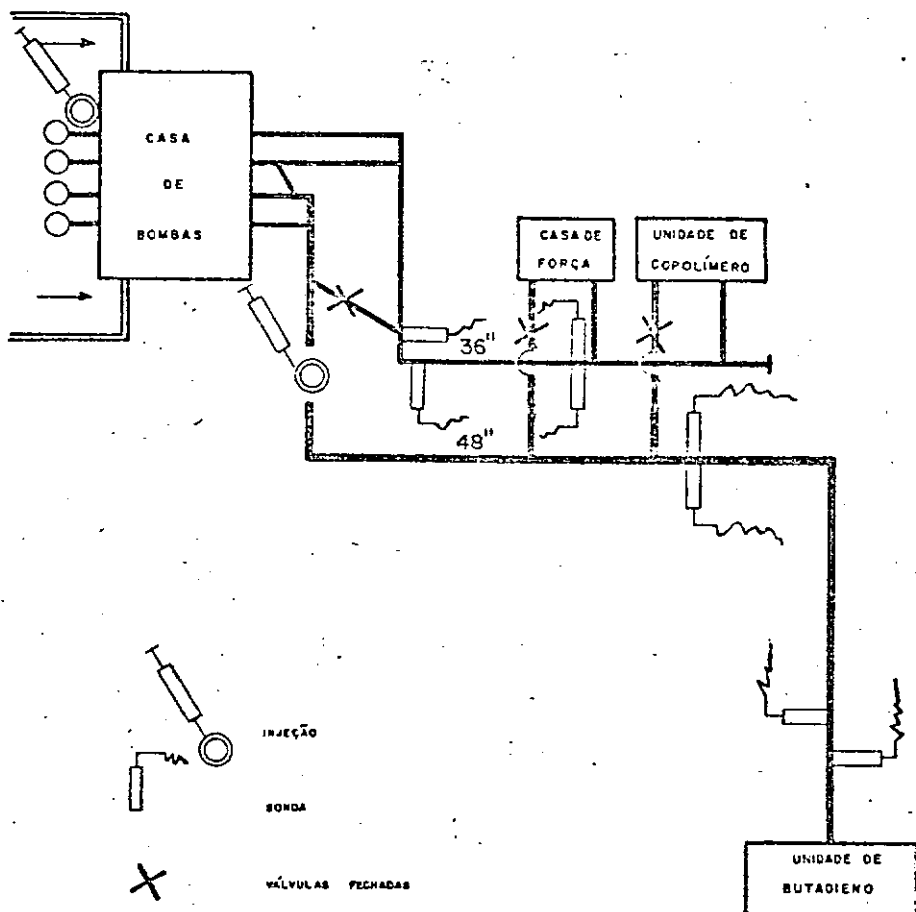 CASA
DE
BOMBAS
CASA DE
FORÇA
UNIDADE DE
COPOLÍMERO
36"
48"
INJEÇÃO
SONDA
VÁLVULAS FECHADAS
UNIDADE DE
BUTADIENO